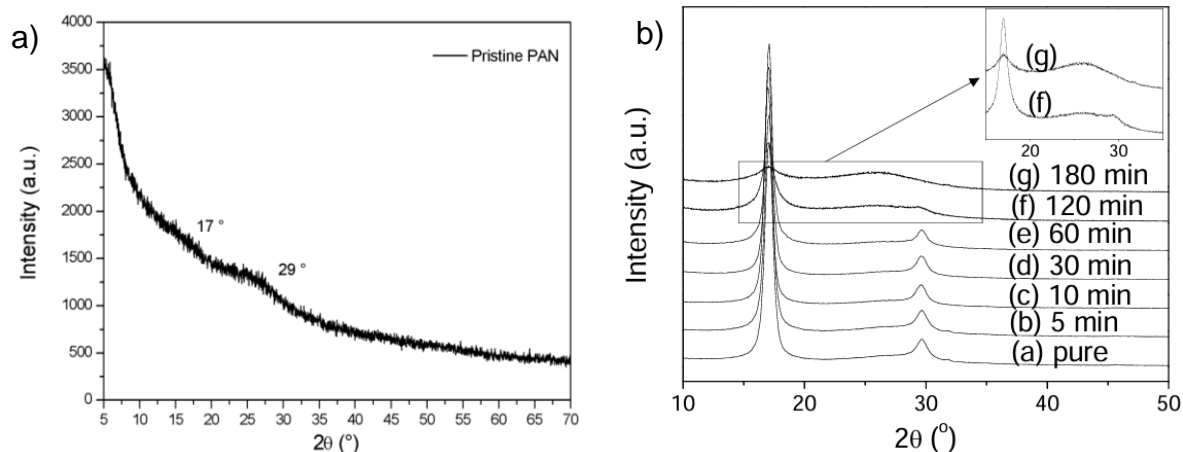 a)
4000
3500
3000
2500
2000
1500
1000
500
0
Intensity (a.u.)
Pristine PAN
17 °
29 °
5 10 15 20 25 30 35 40 45 50 55 60 65 70
2θ (°)
b)
Intensity (a.u.)
(g)
(f)
20 30
(g) 180 min
(f) 120 min
(e) 60 min
(d) 30 min
(c) 10 min
(b) 5 min
(a) pure
10 20 30 40 50
2θ (°)